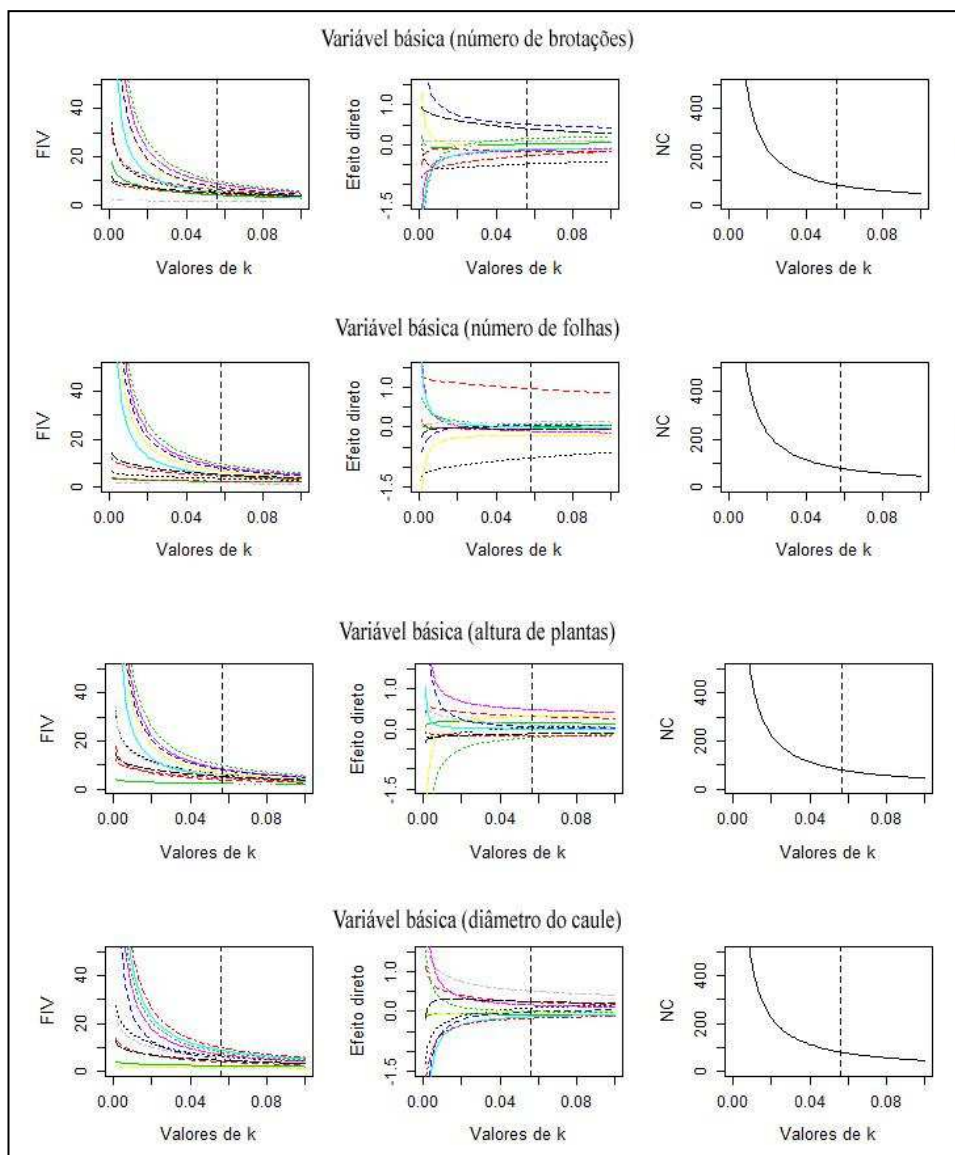 Variável básica (número de brotações)
FIV
40
20
0
0.00 0.04 0.08
Valores de k
Efeito direto
1.0
0.0
-1.5
0.00 0.04 0.08
Valores de k
NC
400
200
0
0.00 0.04 0.08
Valores de k
Variável básica (número de folhas)
FIV
40
20
0
0.00 0.04 0.08
Valores de k
Efeito direto
1.0
0.0
-1.5
0.00 0.04 0.08
Valores de k
NC
400
200
0
0.00 0.04 0.08
Valores de k
Variável básica (altura de plantas)
FIV
40
20
0
0.00 0.04 0.08
Valores de k
Efeito direto
1.0
0.0
-1.5
0.00 0.04 0.08
Valores de k
NC
400
200
0
0.00 0.04 0.08
Valores de k
Variável básica (diâmetro do caule)
FIV
40
20
0
0.00 0.04 0.08
Valores de k
Efeito direto
1.0
0.0
-1.5
0.00 0.04 0.08
Valores de k
NC
400
200
0
0.00 0.04 0.08
Valores de k